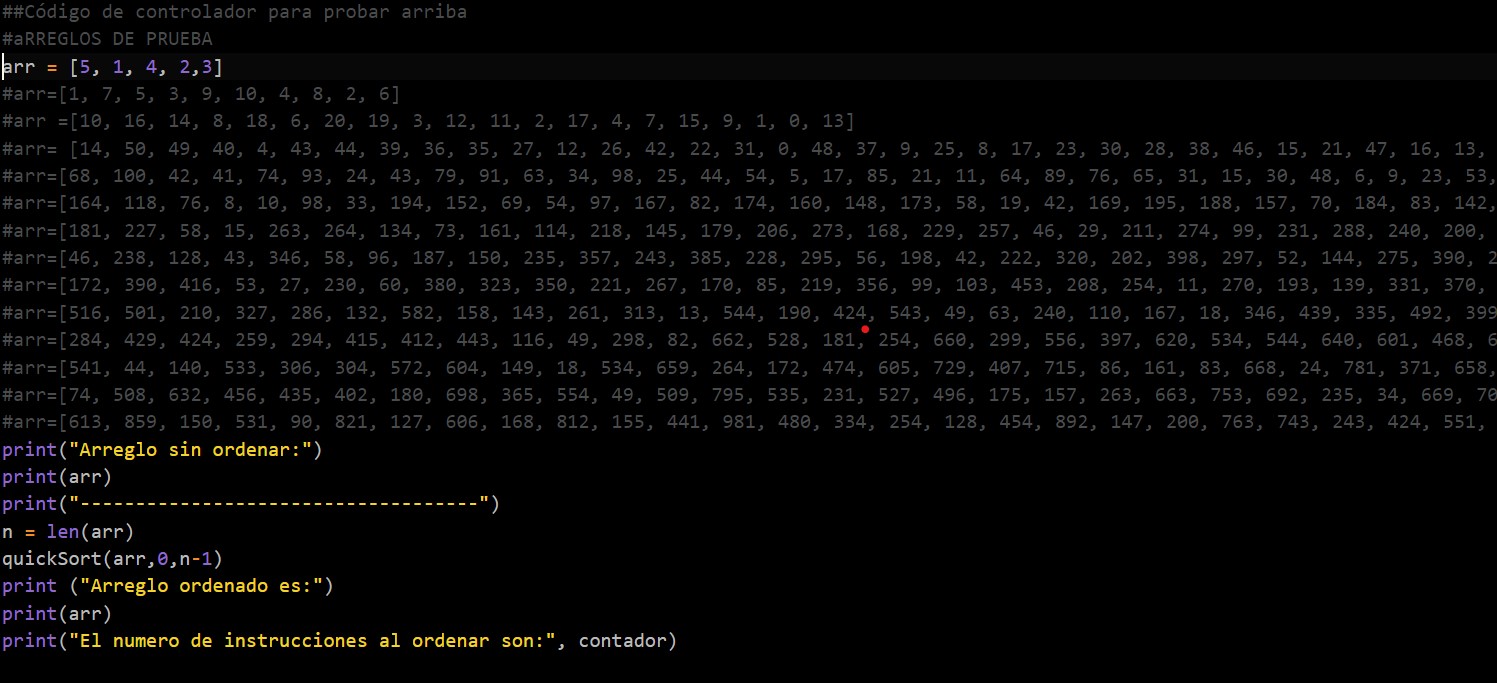 ##Código de controlador para probar arriba
#aRREGLOS DE PRUEBA
arr = [5, 1, 4, 2,3]
#arr=[1, 7, 5, 3, 9, 10, 4, 8, 2, 6]
#arr =[10, 16, 14, 8, 18, 6, 20, 19, 3, 12, 11, 2, 17, 4, 7, 15, 9, 1, 0, 13]
#arr= [14, 50, 49, 40, 4, 43, 44, 39, 36, 35, 27, 12, 26, 42, 22, 31, 0, 48, 37, 9, 25, 8, 17, 23, 30, 28, 38, 46, 15, 21, 47, 16, 13,
#arr=[68, 100, 42, 41, 74, 93, 24, 43, 79, 91, 63, 34, 98, 25, 44, 54, 5, 17, 85, 21, 11, 64, 89, 76, 65, 31, 15, 30, 48, 6, 9, 23, 53,
#arr=[164, 118, 76, 8, 10, 98, 33, 194, 152, 69, 54, 97, 167, 82, 174, 160, 148, 173, 58, 19, 42, 169, 195, 188, 157, 70, 184, 83, 142,
#arr=[181, 227, 58, 15, 263, 264, 134, 73, 161, 114, 218, 145, 179, 206, 273, 168, 229, 257, 46, 29, 211, 274, 99, 231, 288, 240, 200,
#arr=[46, 238, 128, 43, 346, 58, 96, 187, 150, 235, 357, 243, 385, 228, 295, 56, 198, 42, 222, 320, 202, 398, 297, 52, 144, 275, 390, 2
#arr=[172, 390, 416, 53, 27, 230, 60, 380, 323, 350, 221, 267, 170, 85, 219, 356, 99, 103, 453, 208, 254, 11, 270, 193, 139, 331, 370,
#arr=[516, 501, 210, 327, 286, 132, 582, 158, 143, 261, 313, 13, 544, 190, 424, 543, 49, 63, 240, 110, 167, 18, 346, 439, 335, 492, 399
#arr=[284, 429, 424, 259, 294, 415, 412, 443, 116, 49, 298, 82, 662, 528, 181, 254, 660, 299, 556, 397, 620, 534, 544, 640, 601, 468, 6
#arr=[541, 44, 140, 533, 306, 304, 572, 604, 149, 18, 534, 659, 264, 172, 474, 605, 729, 407, 715, 86, 161, 83, 668, 24, 781, 371, 658,
#arr=[74, 508, 632, 456, 435, 402, 180, 698, 365, 554, 49, 509, 795, 535, 231, 527, 496, 175, 157, 263, 663, 753, 692, 235, 34, 669, 70
#arr=[613, 859, 150, 531, 90, 821, 127, 606, 168, 812, 155, 441, 981, 480, 334, 254, 128, 454, 892, 147, 200, 763, 743, 243, 424, 551,
print("Arreglo sin ordenar:")
print(arr)
print("------------------------------------")
n = len(arr)
quickSort(arr,0,n-1)
print ("Arreglo ordenado es:")
print(arr)
print("El numero de instrucciones al ordenar son:", contador)